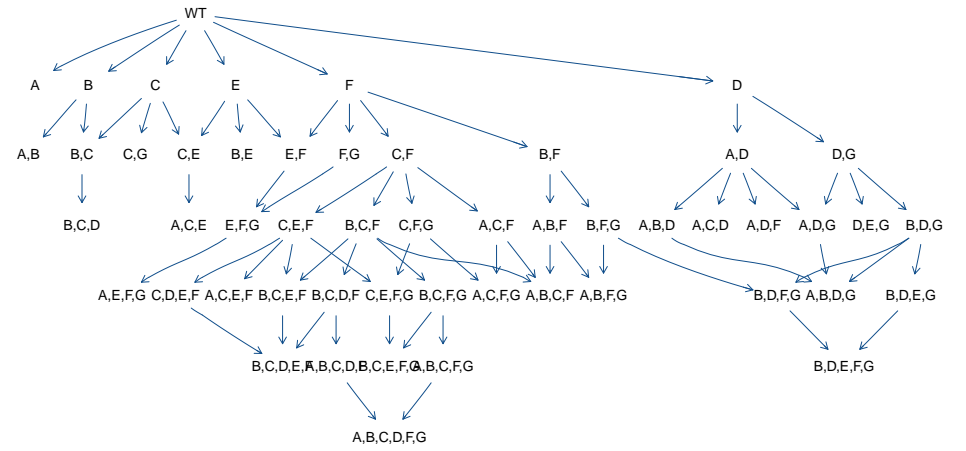 WT
A B C E F D
A,B B,C C,G C,E B,E E,F F,G C,F B,F A,D D,G
B,C,D A,C,E E,F,G C,E,F B,C,F C,F,G A,C,F A,B,F B,F,G A,B,D A,C,D A,D,F A,D,G D,E,G B,D,G
A,E,F,G C,D,E,F A,C,E,F B,C,E,F B,C,D,F C,E,F,G B,C,F,G A,C,F,G A,B,C,F A,B,F,G B,D,F,G A,B,D,G B,D,E,G
B,C,D,E,F A,B,C,D,F B,C,E,F,G A,B,C,F,G B,D,E,F,G
A,B,C,D,F,G